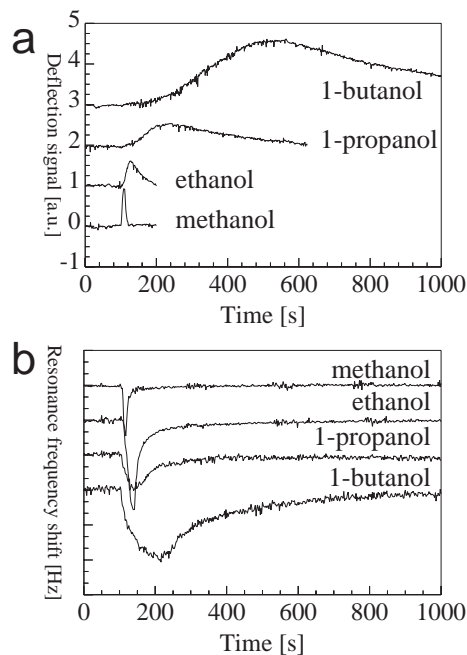 a
Deflection signal [a.u.]
5
4
3
2
1
0
-1
1-butanol
1-propanol
ethanol
methanol
0 200 400 600 800 1000
Time [s]
b
Resonance frequency shift [Hz]
methanol
ethanol
1-propanol
1-butanol
0 200 400 600 800 1000
Time [s]